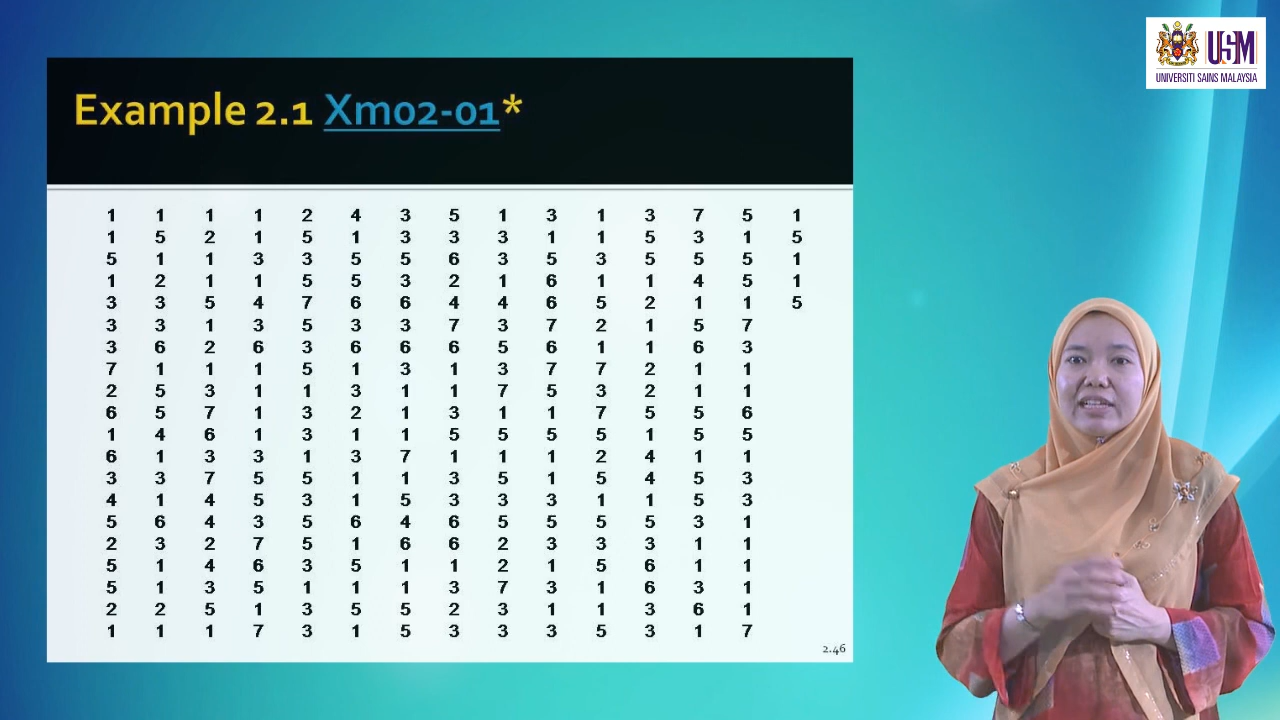 USM
UNIVERSITI SAINS MALAYSIA
Example 2.1 Xm02-01*
1 1 1 1 2 4 3 5 1 3 1 3 7 5 1
1 5 2 1 5 1 3 3 3 1 1 5 3 1 5
5 1 1 3 3 5 5 6 3 5 3 5 5 5 1
1 2 1 1 5 5 3 2 1 6 1 1 4 5 1
3 3 5 4 7 6 6 4 4 6 5 2 1 1 5
3 3 1 3 5 3 3 7 3 7 2 1 5 7
3 6 2 6 3 6 6 6 5 6 1 1 6 3
7 1 1 1 5 1 3 1 3 7 7 2 1 1
2 5 3 1 1 3 1 1 7 5 3 2 1 1
6 5 7 1 3 2 1 3 1 1 7 5 5 6
1 4 6 1 3 1 1 5 5 5 5 1 5 5
6 1 3 3 1 3 7 1 1 1 2 4 1 1
3 3 7 5 5 1 1 3 5 1 5 4 5 3
4 1 4 5 3 1 5 3 3 3 1 1 5 3
5 6 4 3 5 6 4 6 5 5 5 5 3 1
2 3 2 7 5 1 6 6 2 3 3 3 1 1
5 1 4 6 3 5 1 1 2 1 5 6 1 1
5 1 3 5 1 1 1 3 7 3 1 6 3 1
2 2 5 1 3 5 5 2 3 1 1 3 6 1
1 1 1 7 3 1 5 3 3 3 5 3 1 7
2.46